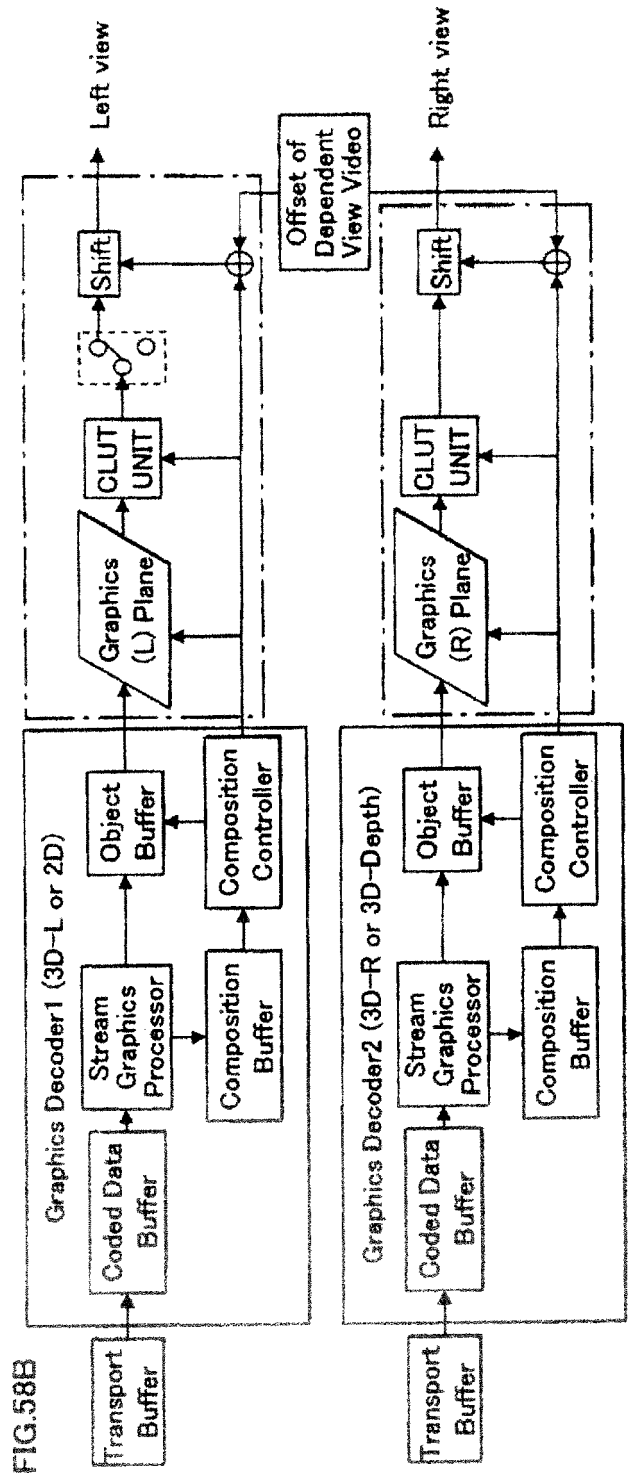 FIG.58B
Graphics Decoder1 (3D-L or 2D)
Transport
Buffer
Coded Data
Buffer
Stream
Graphics
Processor
Object
Buffer
Composition
Buffer
Composition
Controller
Graphics
(L) Plane
CLUT
UNIT
Shift
Left view
Offset of
Dependent
View Video
Graphics Decoder2 (3D-R or 3D-Depth)
Transport
Buffer
Coded Data
Buffer
Stream
Graphics
Processor
Object
Buffer
Composition
Buffer
Composition
Controller
Graphics
(R) Plane
CLUT
UNIT
Shift
Right view